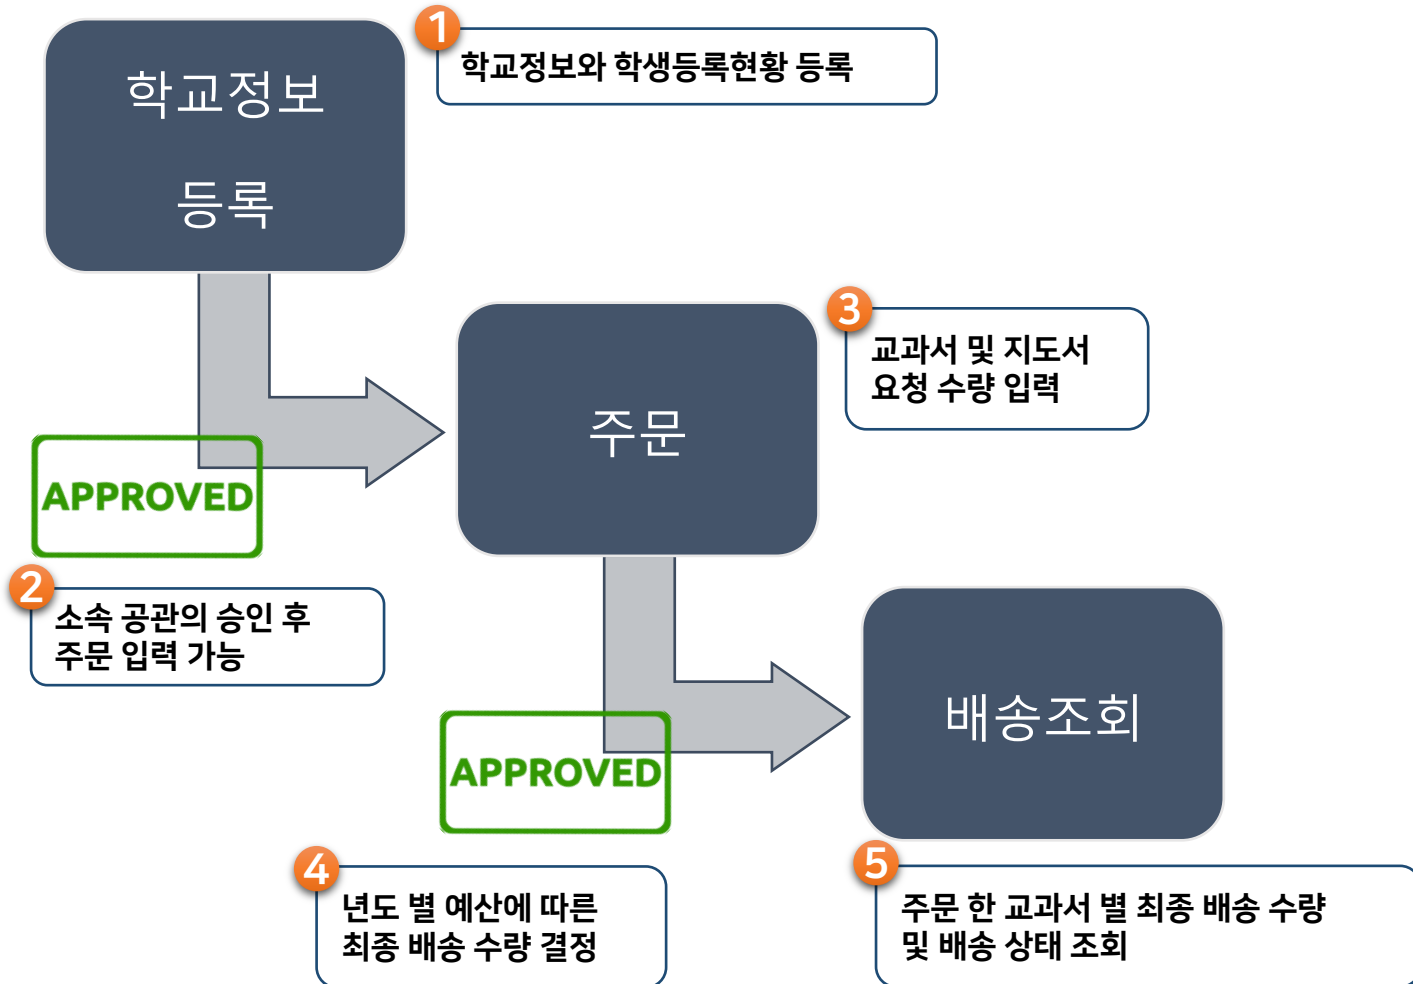 학교정보
등록
1
학교정보와 학생등록현황 등록
APPROVED
2
소속 공관의 승인 후
주문 입력 가능
주문
3
교과서 및 지도서
요청 수량 입력
APPROVED
4
년도 별 예산에 따른
최종 배송 수량 결정
배송조회
5
주문 한 교과서 별 최종 배송 수량
및 배송 상태 조회